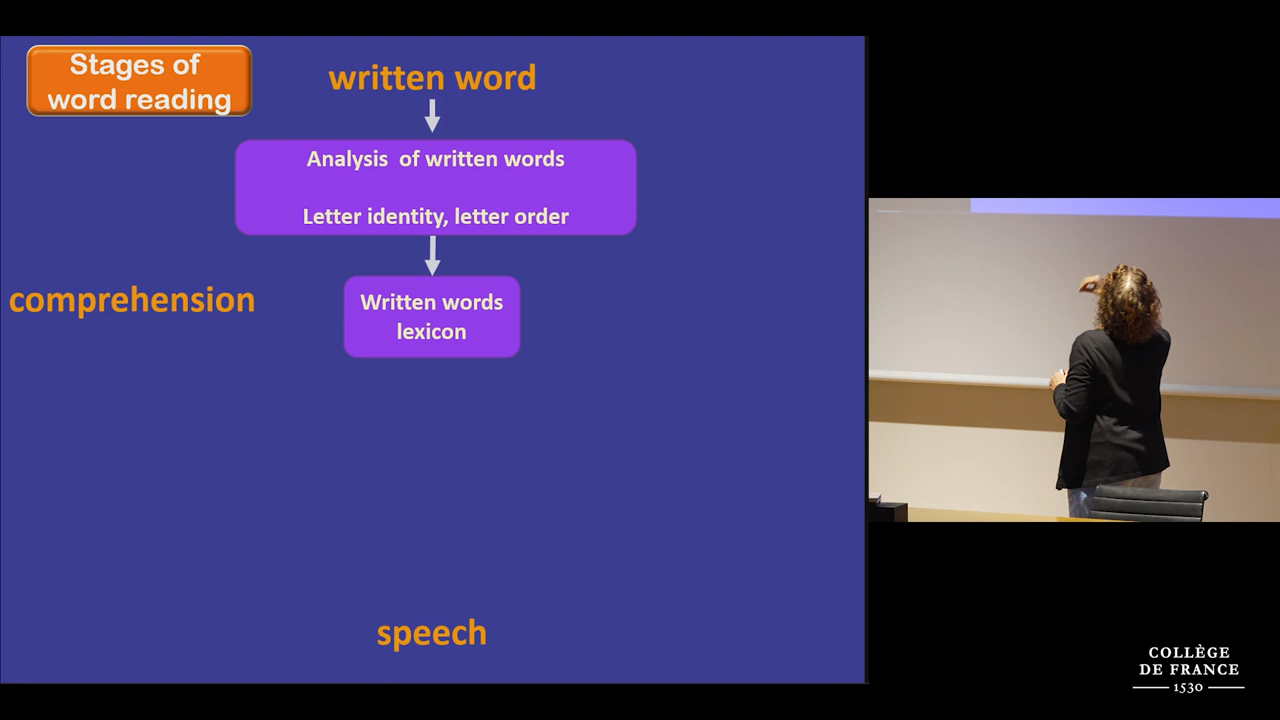 Stages of
word reading
written word
Analysis of written words
Letter identity, letter order
comprehension
Written words
lexicon
speech
COLLÈGE
DE FRANCE
1530